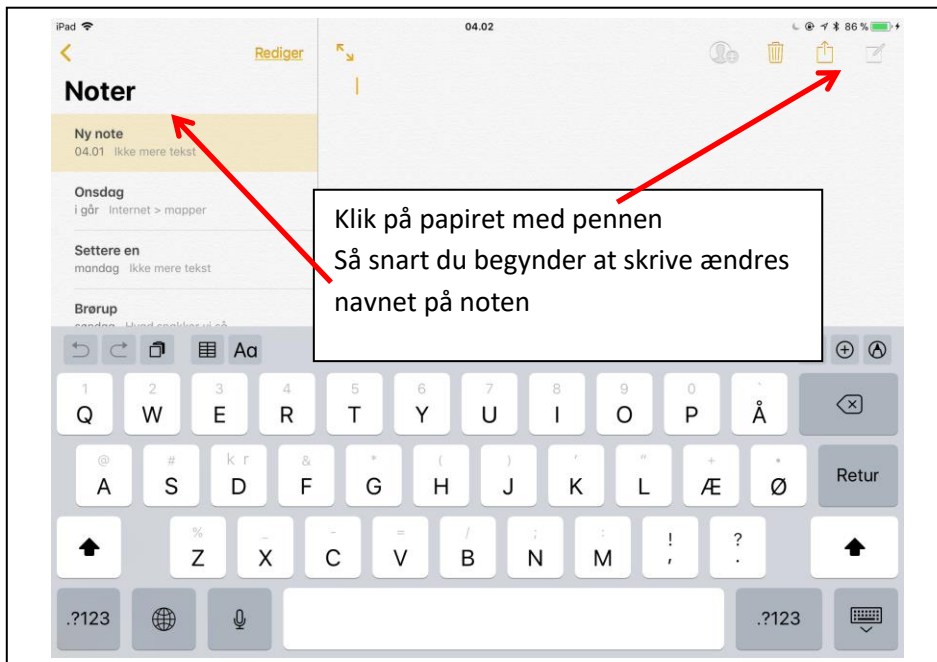 iPad 04.02 86 %
Rediger
Noter
Ny note
04.01 Ikke mere tekst
Onsdag
i går Internet > mapper
Settere en
mandag Ikke mere tekst
Brørup
Klik på papiret med pennen
Så snart du begynder at skrive ændres
navnet på noten
Aa
1 2 3 4 5 6 7 8 9 0 `
Q W E R T Y U I O P Å
@ # k r & * ( ) ' " + •
A S D F G H J K L Æ Ø Retur
% _ - = / ; : ! ?
Z X C V B N M , .
.?123 .?123